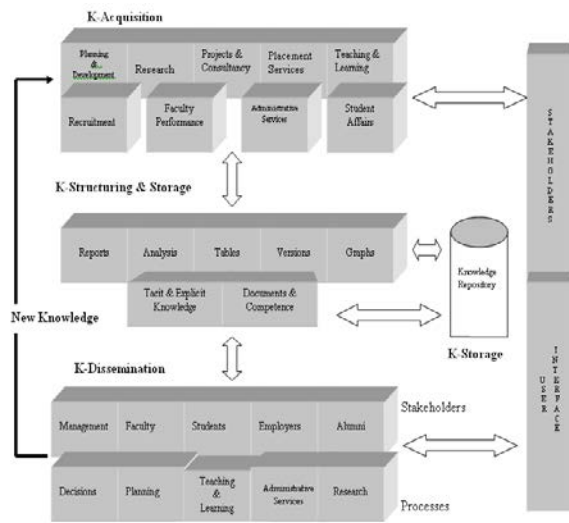 K-Acquisition
Planning
&
Development
Research
Projects &
Consultancy
Placement
Services
Teaching &
Learning
Recruitment
Faculty
Performance
Administrative
Services
Student
Affairs
STAKEHOLDERS
K-Structuring & Storage
Reports
Analysis
Tables
Versions
Graphs
Tacit & Explicit
Knowledge
Documents &
Competence
Knowledge
Repository
K-Storage
New Knowledge
K-Dissemination
USER
INTERFACE
Management
Faculty
Students
Employers
Alumni
Stakeholders
Decisions
Planning
Teaching
&
Learning
Administrative
Services
Research
Processes